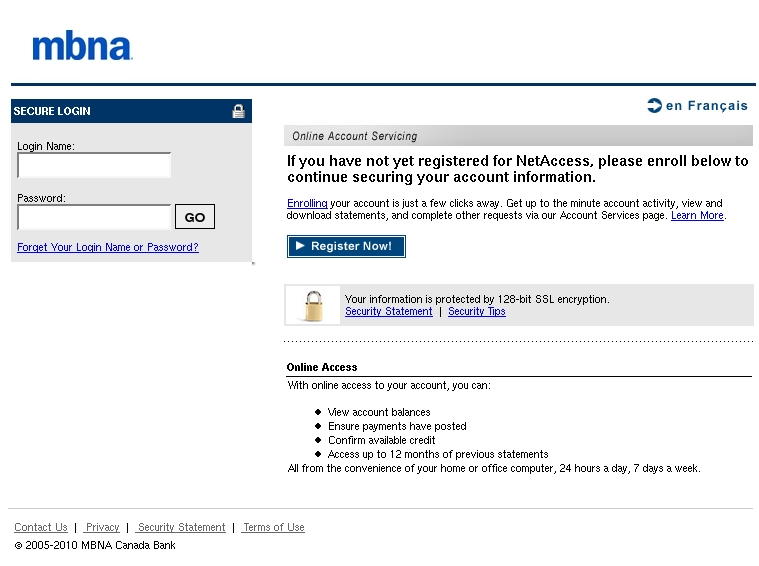 mbna
en Français
SECURE LOGIN
Login Name:
Password:
GO
Forget Your Login Name or Password?
Online Account Servicing
If you have not yet registered for NetAccess, please enroll below to
continue securing your account information.
Enrolling your account is just a few clicks away. Get up to the minute account activity, view and
download statements, and complete other requests via our Account Services page. Learn More.
Register Now!
Your information is protected by 128-bit SSL encryption.
Security Statement | Security Tips
Online Access
With online access to your account, you can:
• View account balances
• Ensure payments have posted
• Confirm available credit
• Access up to 12 months of previous statements
All from the convenience of your home or office computer, 24 hours a day, 7 days a week.
Contact Us | Privacy | Security Statement | Terms of Use
© 2005-2010 MBNA Canada Bank